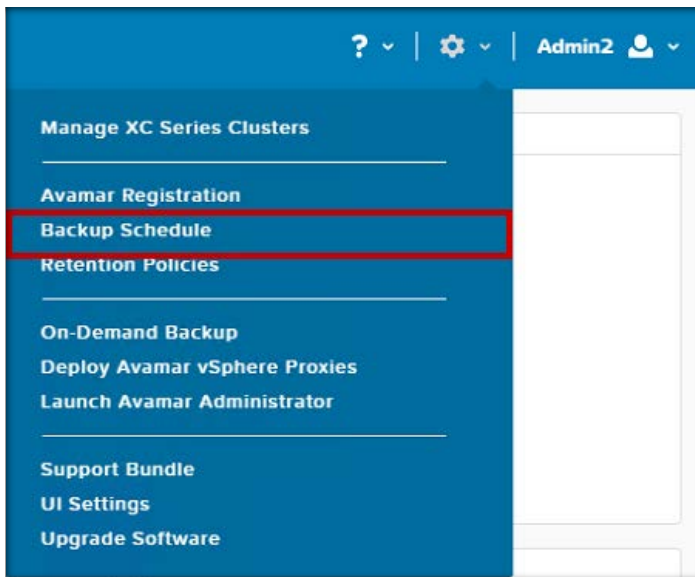 ? | | Admin2
Manage XC Series Clusters
Avamar Registration
Backup Schedule
Retention Policies
On-Demand Backup
Deploy Avamar vSphere Proxies
Launch Avamar Administrator
Support Bundle
UI Settings
Upgrade Software